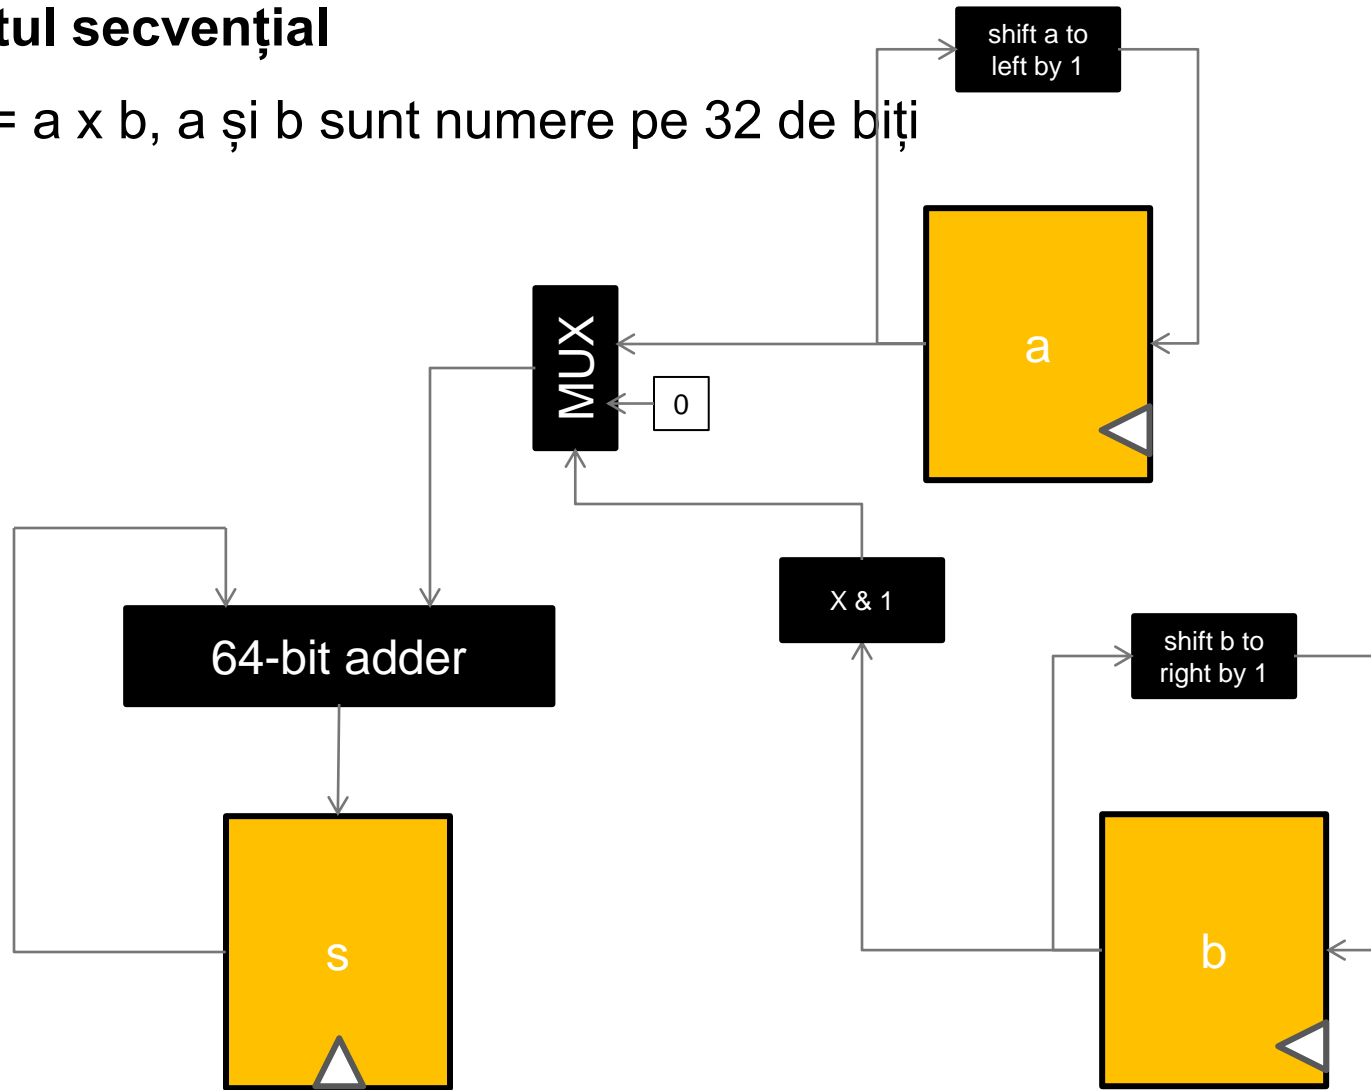 tul secvențial
shift a to
left by 1
= a x b, a și b sunt numere pe 32 de biți
MUX
a
0
X & 1
64-bit adder
shift b to
right by 1
s
b